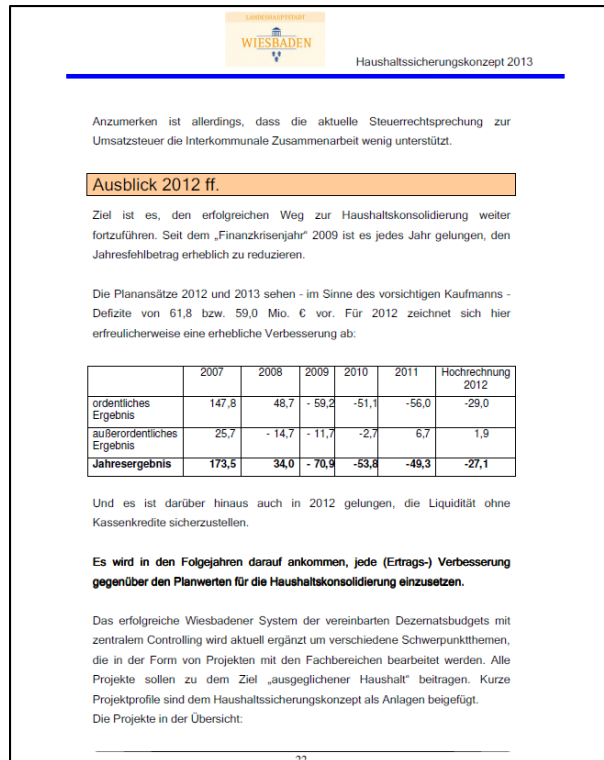 LANDESHAUPTSTADT
WIESBADEN
Haushaltssicherungskonzept 2013
Anzumerken ist allerdings, dass die aktuelle Steuerrechtsprechung zur
Umsatzsteuer die Interkommunale Zusammenarbeit wenig unterstützt.
Ausblick 2012 ff.
Ziel ist es, den erfolgreichen Weg zur Haushaltskonsolidierung weiter
fortzuführen. Seit dem „Finanzkrisenjahr“ 2009 ist es jedes Jahr gelungen, den
Jahresfehlbetrag erheblich zu reduzieren.
Die Planansätze 2012 und 2013 sehen - im Sinne des vorsichtigen Kaufmanns -
Defizite von 61,8 bzw. 59,0 Mio. € vor. Für 2012 zeichnet sich hier
erfreulicherweise eine erhebliche Verbesserung ab:
2007 2008 2009 2010 2011 Hochrechnung
2012
ordentliches 147,8 48,7 - 59,2 -51,1 -56,0 -29,0
Ergebnis
außerordentliches 25,7 - 14,7 - 11,7 -2,7 6,7 1,9
Ergebnis
Jahresergebnis 173,5 34,0 - 70,9 -53,8 -49,3 -27,1
Und es ist darüber hinaus auch in 2012 gelungen, die Liquidität ohne
Kassenkredite sicherzustellen.
Es wird in den Folgejahren darauf ankommen, jede (Ertrags-) Verbesserung
gegenüber den Planwerten für die Haushaltskonsolidierung einzusetzen.
Das erfolgreiche Wiesbadener System der vereinbarten Dezernatsbudgets mit
zentralem Controlling wird aktuell ergänzt um verschiedene Schwerpunktthemen,
die in der Form von Projekten mit den Fachbereichen bearbeitet werden. Alle
Projekte sollen zu dem Ziel „ausgeglichener Haushalt“ beitragen. Kurze
Projektprofile sind dem Haushaltssicherungskonzept als Anlagen beigefügt.
Die Projekte in der Übersicht: